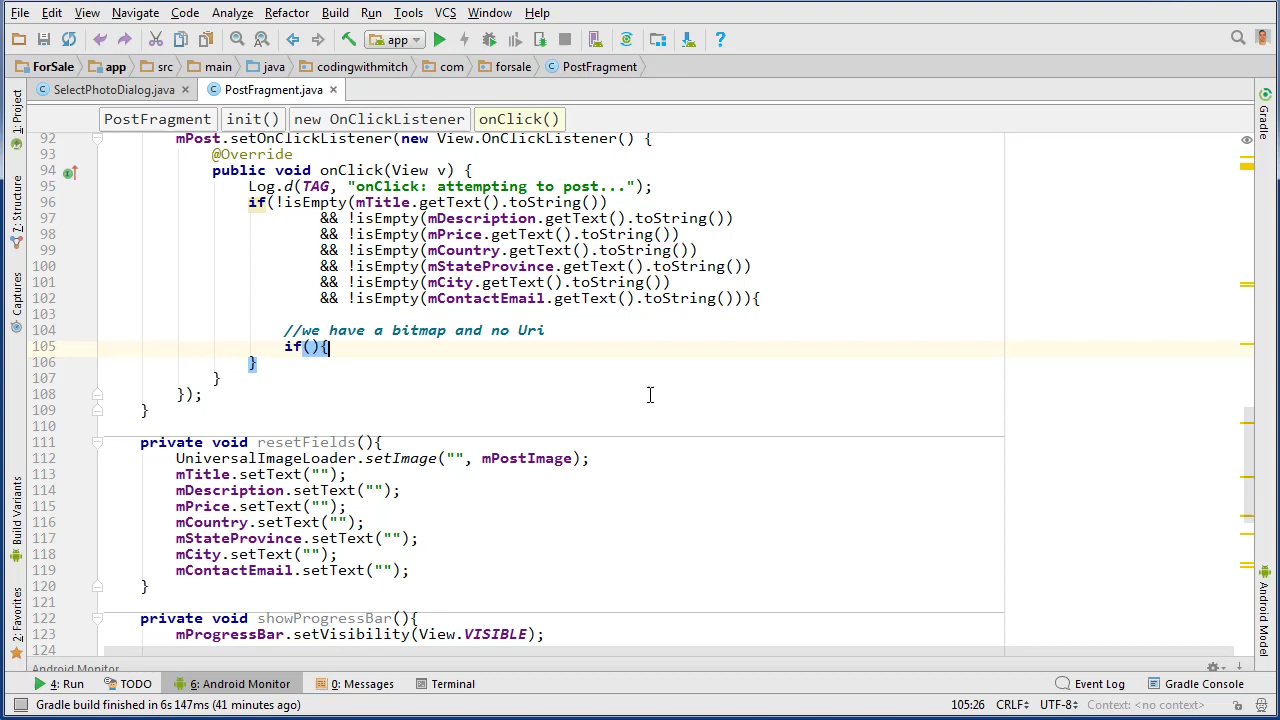 File Edit View Navigate Code Analyze Refactor Build Run Tools VCS Window Help
app
ForSale app src main java codingwithmitch com forsale PostFragment
SelectPhotoDialog.java PostFragment.java
PostFragment init() new OnClickListener onClick()
92 mPost.setOnClickListener(new View.OnClickListener() {
93 @Override
94 public void onClick(View v) {
95 Log.d(TAG, "onClick: attempting to post...");
96 if(!isEmpty(mTitle.getText().toString())
97 && !isEmpty(mDescription.getText().toString())
98 && !isEmpty(mPrice.getText().toString())
99 && !isEmpty(mCountry.getText().toString())
100 && !isEmpty(mStateProvince.getText().toString())
101 && !isEmpty(mCity.getText().toString())
102 && !isEmpty(mContactEmail.getText().toString())){
103
104 //we have a bitmap and no Uri
105 if(){
106 }
107 }
108 });
109 }
110
111 private void resetFields(){
112 UniversalImageLoader.setImage("", mPostImage);
113 mTitle.setText("");
114 mDescription.setText("");
115 mPrice.setText("");
116 mCountry.setText("");
117 mStateProvince.setText("");
118 mCity.setText("");
119 mContactEmail.setText("");
120 }
121
122 private void showProgressBar(){
123 mProgressBar.setVisibility(View.VISIBLE);
124
1: Project
7: Structure
Captures
Build Variants
2: Favorites
Gradle
Android Model
Android Monitor
4: Run TODO 6: Android Monitor 0: Messages Terminal Event Log Gradle Console
Gradle build finished in 6s 147ms (41 minutes ago) 105:26 CRLF UTF-8 Context: <no context>